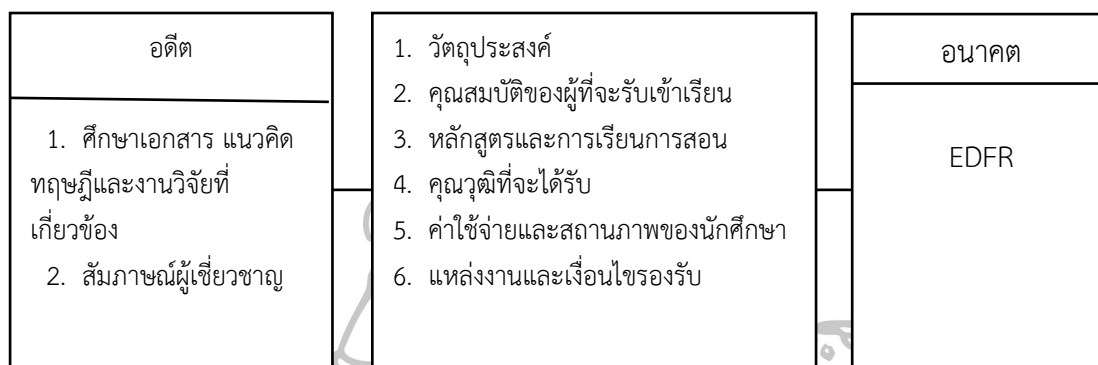 อดีต
1. ศึกษาเอกสาร แนวคิด
ทฤษฎีและงานวิจัยที่
เกี่ยวข้อง
2. สัมภาษณ์ผู้เชี่ยวชาญ
1. วัตถุประสงค์
2. คุณสมบัติของผู้ที่จะรับเข้าเรียน
3. หลักสูตรและการเรียนการสอน
4. คุณวุฒิที่จะได้รับ
5. ค่าใช้จ่ายและสถานภาพของนักศึกษา
6. แหล่งงานและเงื่อนไขรองรับ
อนาคต
EDFR